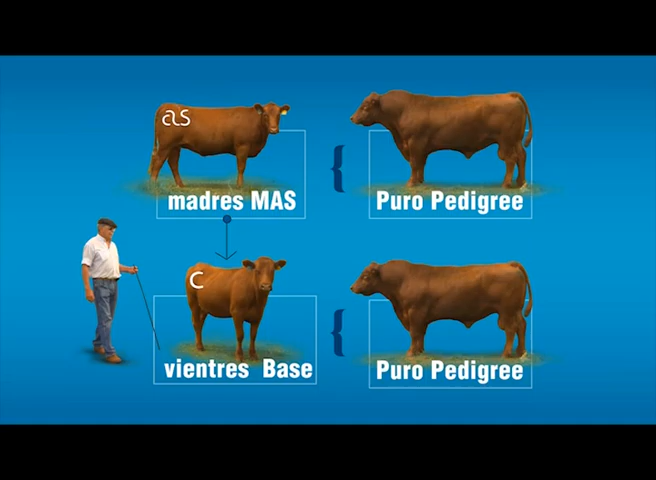 as
madres MAS
Puro Pedigree
C
vientres Base
Puro Pedigree